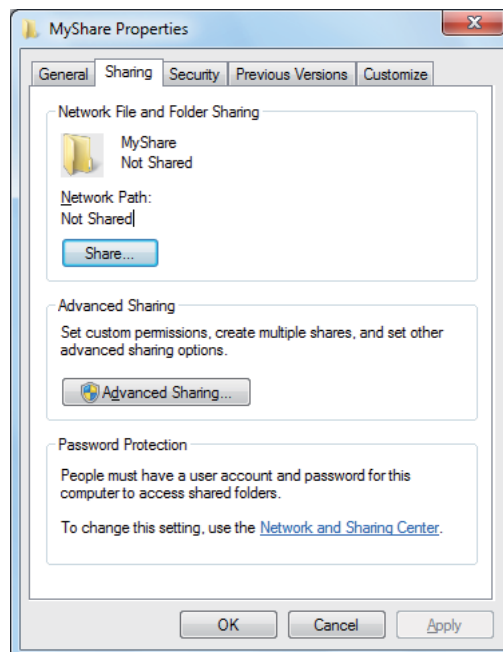 MyShare Properties
General Sharing Security Previous Versions Customize
Network File and Folder Sharing
MyShare
Not Shared
Network Path:
Not Shared
Share...
Advanced Sharing
Set custom permissions, create multiple shares, and set other
advanced sharing options.
Advanced Sharing...
Password Protection
People must have a user account and password for this
computer to access shared folders.
To change this setting, use the Network and Sharing Center.
OK Cancel Apply